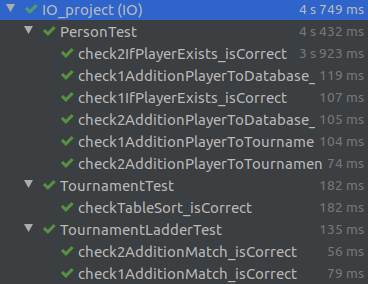 IO_project (IO) 4 s 749 ms
PersonTest 4 s 432 ms
check2IfPlayerExists_isCorrect 3 s 923 ms
check1AdditionPlayerToDatabase_ 119 ms
check1IfPlayerExists_isCorrect 107 ms
check2AdditionPlayerToDatabase_ 105 ms
check1AdditionPlayerToTourname 104 ms
check2AdditionPlayerToTournamen 74 ms
TournamentTest 182 ms
checkTableSort_isCorrect 182 ms
TournamentLadderTest 135 ms
check2AdditionMatch_isCorrect 56 ms
check1AdditionMatch_isCorrect 79 ms